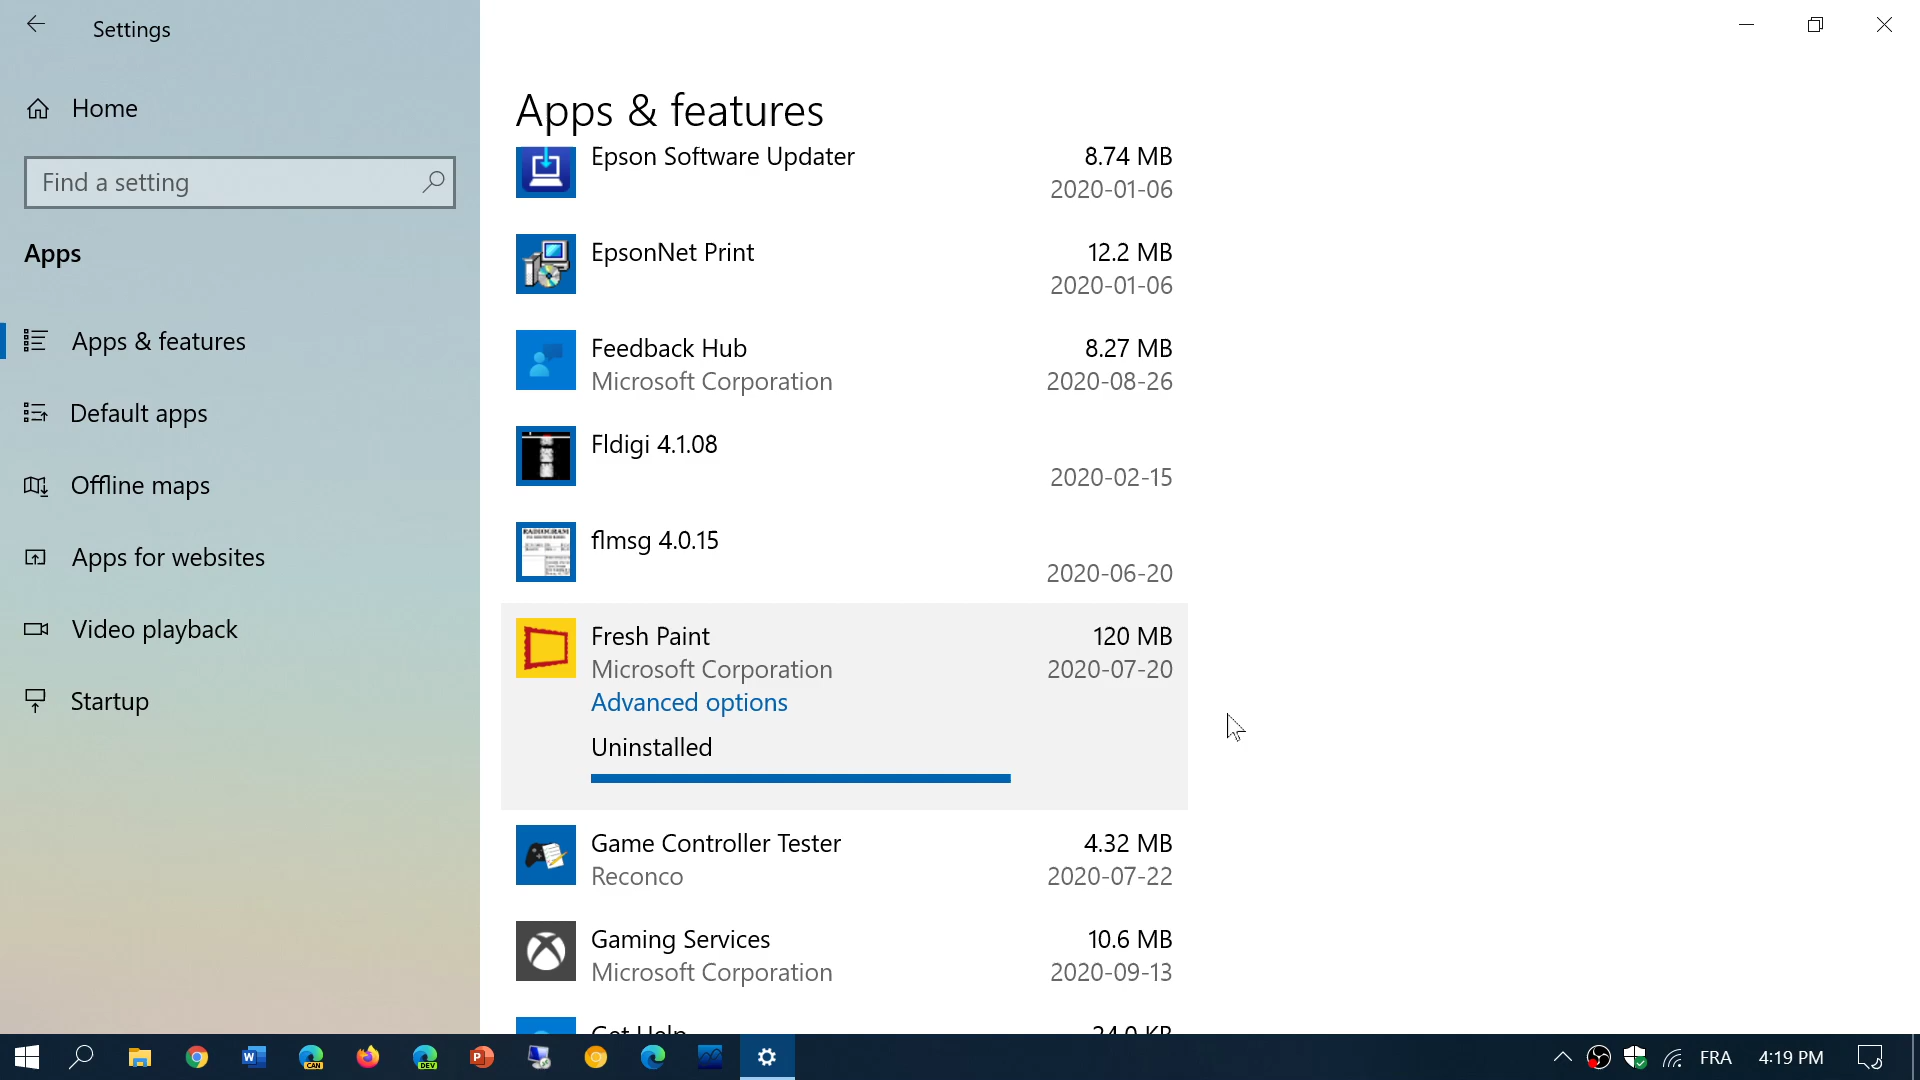 Settings
Home
Find a setting
Apps
Apps & features
Default apps
Offline maps
Apps for websites
Video playback
Startup
Apps & features
Epson Software Updater 8.74 MB
2020-01-06
EpsonNet Print 12.2 MB
2020-01-06
Feedback Hub 8.27 MB
Microsoft Corporation 2020-08-26
Fldigi 4.1.08
2020-02-15
RADIOGRAM
flmsg 4.0.15
2020-06-20
Fresh Paint 120 MB
Microsoft Corporation 2020-07-20
Advanced options
Uninstalled
Game Controller Tester 4.32 MB
Reconco 2020-07-22
Gaming Services 10.6 MB
Microsoft Corporation 2020-09-13
Get Help 24.0 KB
CAN DEV FRA 4:19 PM